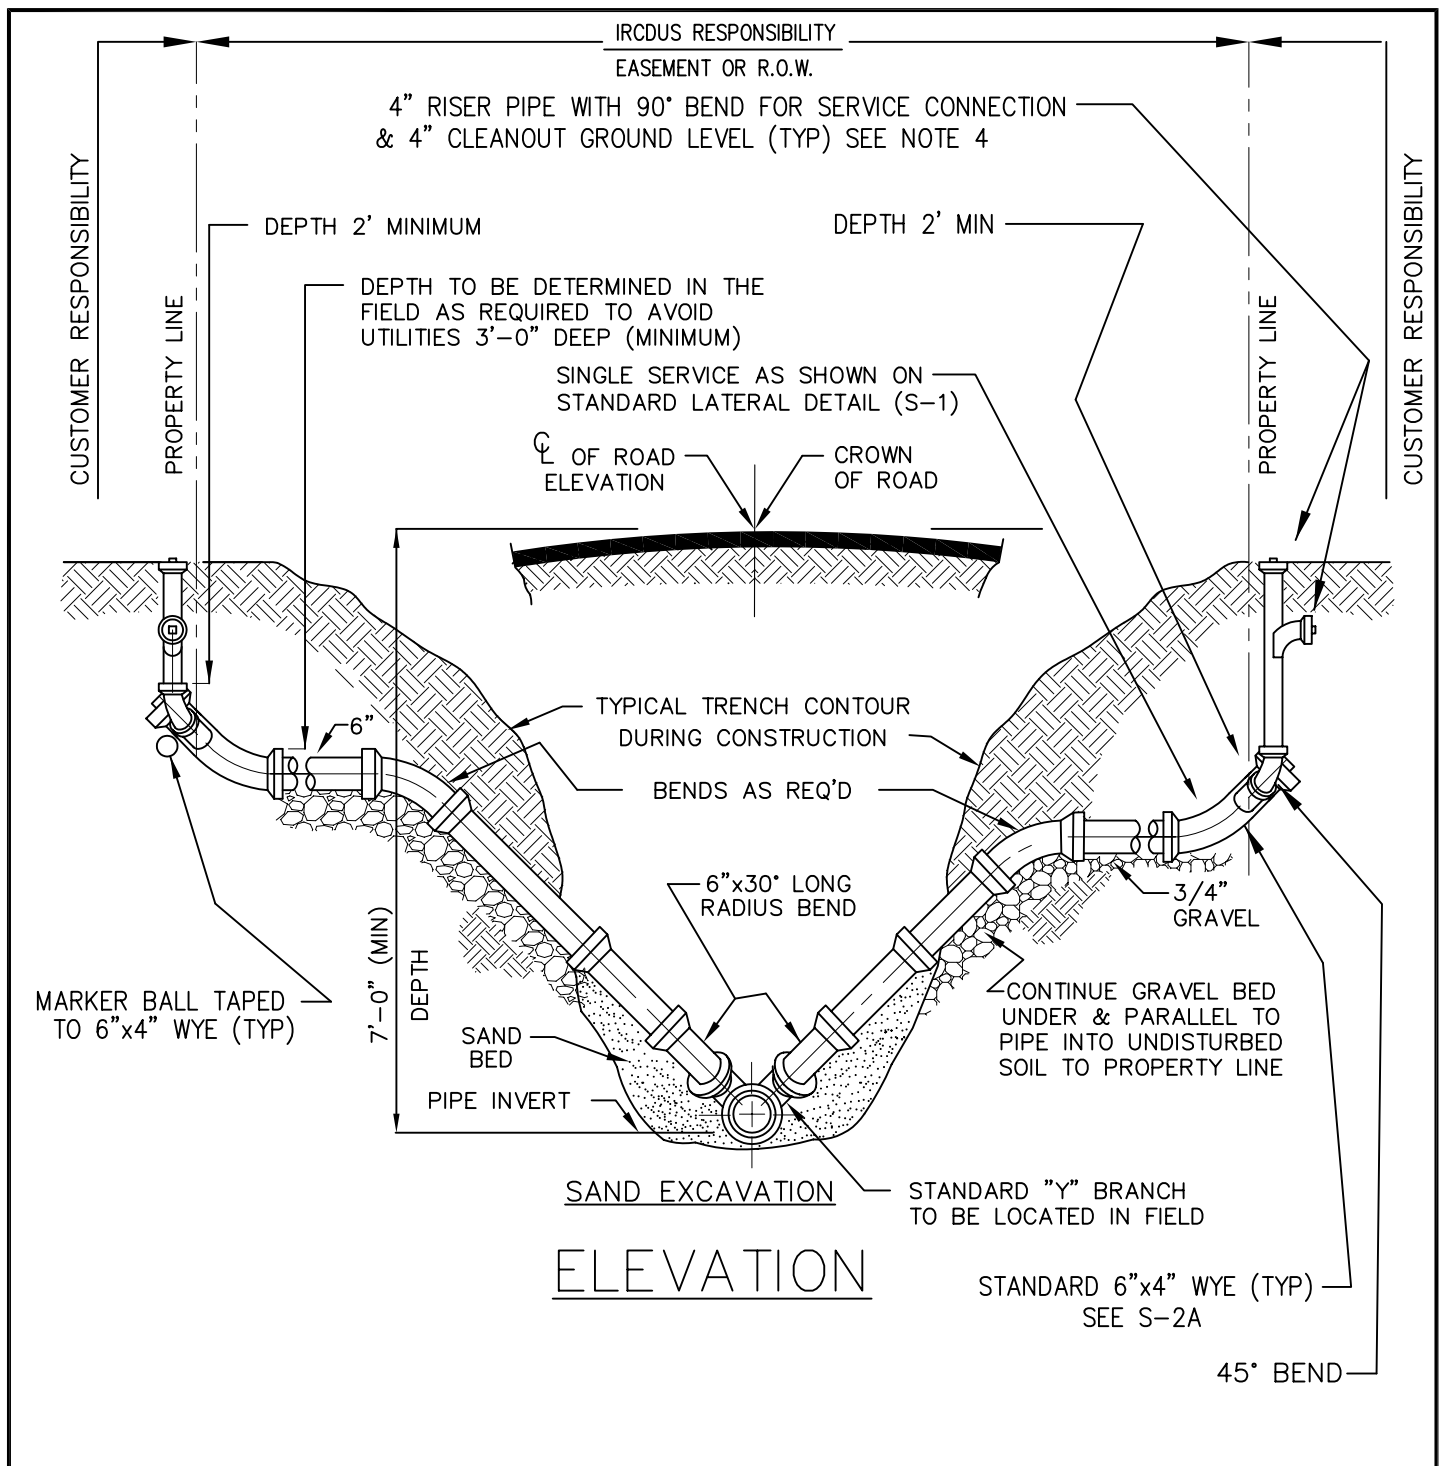 IRCDUS RESPONSIBILITY
EASEMENT OR R.O.W.
4" RISER PIPE WITH 90° BEND FOR SERVICE CONNECTION
& 4" CLEANOUT GROUND LEVEL (TYP) SEE NOTE 4
CUSTOMER RESPONSIBILITY
PROPERTY LINE
DEPTH 2' MINIMUM
DEPTH 2' MIN
PROPERTY LINE
CUSTOMER RESPONSIBILITY
DEPTH TO BE DETERMINED IN THE
FIELD AS REQUIRED TO AVOID
UTILITIES 3'-0" DEEP (MINIMUM)
SINGLE SERVICE AS SHOWN ON
STANDARD LATERAL DETAIL (S-1)
℄ OF ROAD
ELEVATION
CROWN
OF ROAD
6"
TYPICAL TRENCH CONTOUR
DURING CONSTRUCTION
BENDS AS REQ'D
6"x30° LONG
RADIUS BEND
3/4"
GRAVEL
7'-0" (MIN)
DEPTH
MARKER BALL TAPED
TO 6"x4" WYE (TYP)
SAND
BED
CONTINUE GRAVEL BED
UNDER & PARALLEL TO
PIPE INTO UNDISTURBED
SOIL TO PROPERTY LINE
PIPE INVERT
SAND EXCAVATION
STANDARD "Y" BRANCH
TO BE LOCATED IN FIELD
ELEVATION
STANDARD 6"x4" WYE (TYP)
SEE S-2A
45° BEND